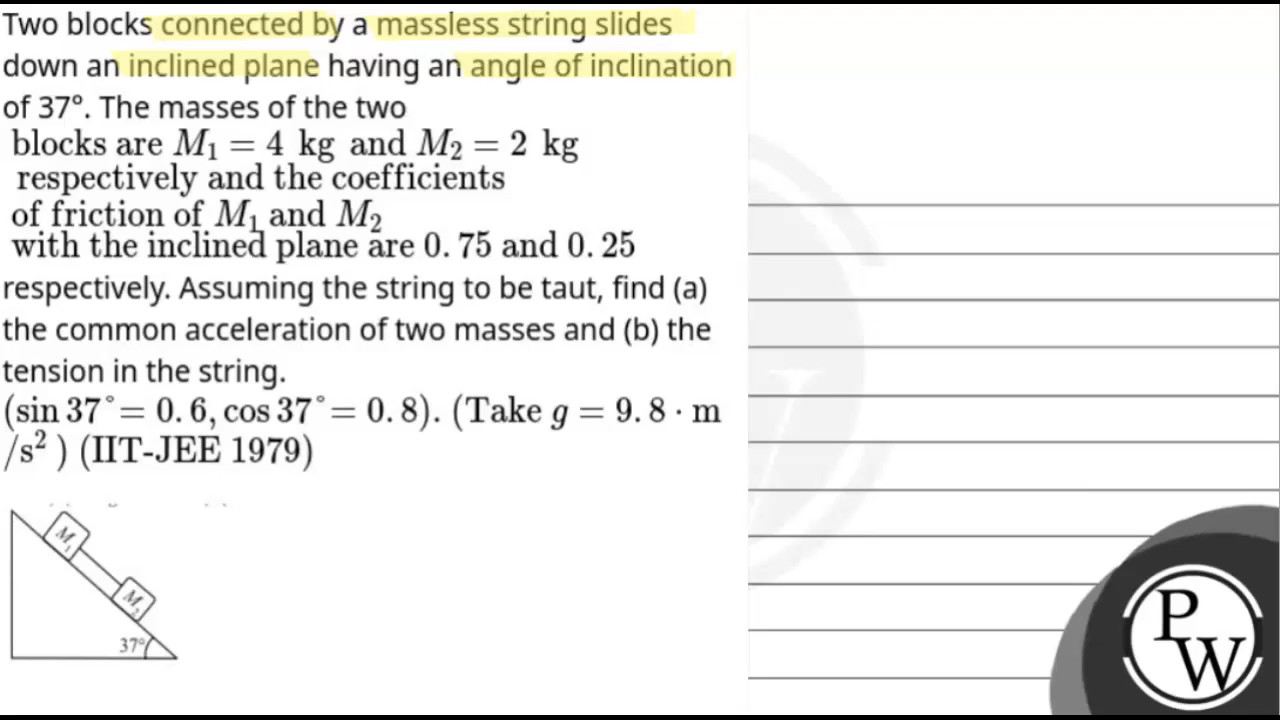 Two blocks connected by a massless string slides
down an inclined plane having an angle of inclination
of 37°. The masses of the two
blocks are M₁ = 4 kg and M₂ = 2 kg
respectively and the coefficients
of friction of M₁ and M₂
with the inclined plane are 0.75 and 0.25
respectively. Assuming the string to be taut, find (a)
the common acceleration of two masses and (b) the
tension in the string.
(sin 37° = 0.6, cos 37° = 0.8). (Take g = 9.8 · m
/s² ) (IIT-JEE 1979)
M₁
M₂
37°
P
W